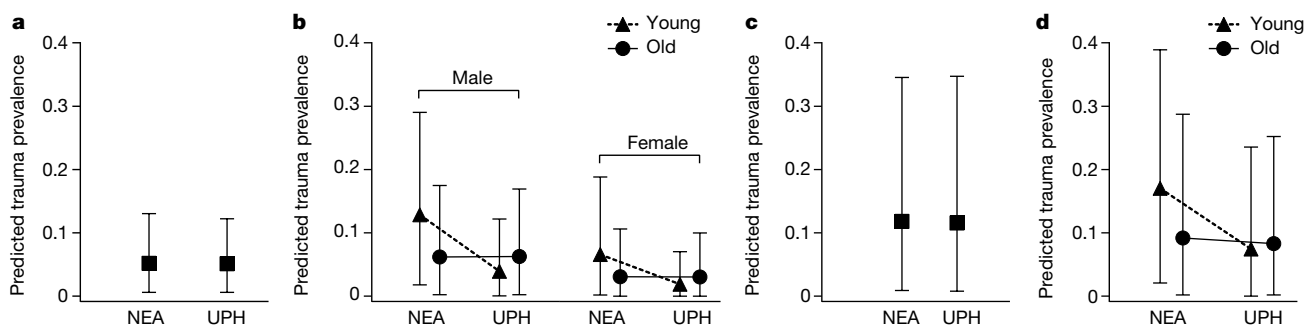 a
Predicted trauma prevalence
0.4
0.3
0.2
0.1
0
NEA UPH
b
Young
Old
Predicted trauma prevalence
0.4
0.3
0.2
0.1
0
Male
Female
NEA UPH NEA UPH
c
Predicted trauma prevalence
0.4
0.3
0.2
0.1
0
NEA UPH
d
Young
Old
Predicted trauma prevalence
0.4
0.3
0.2
0.1
0
NEA UPH